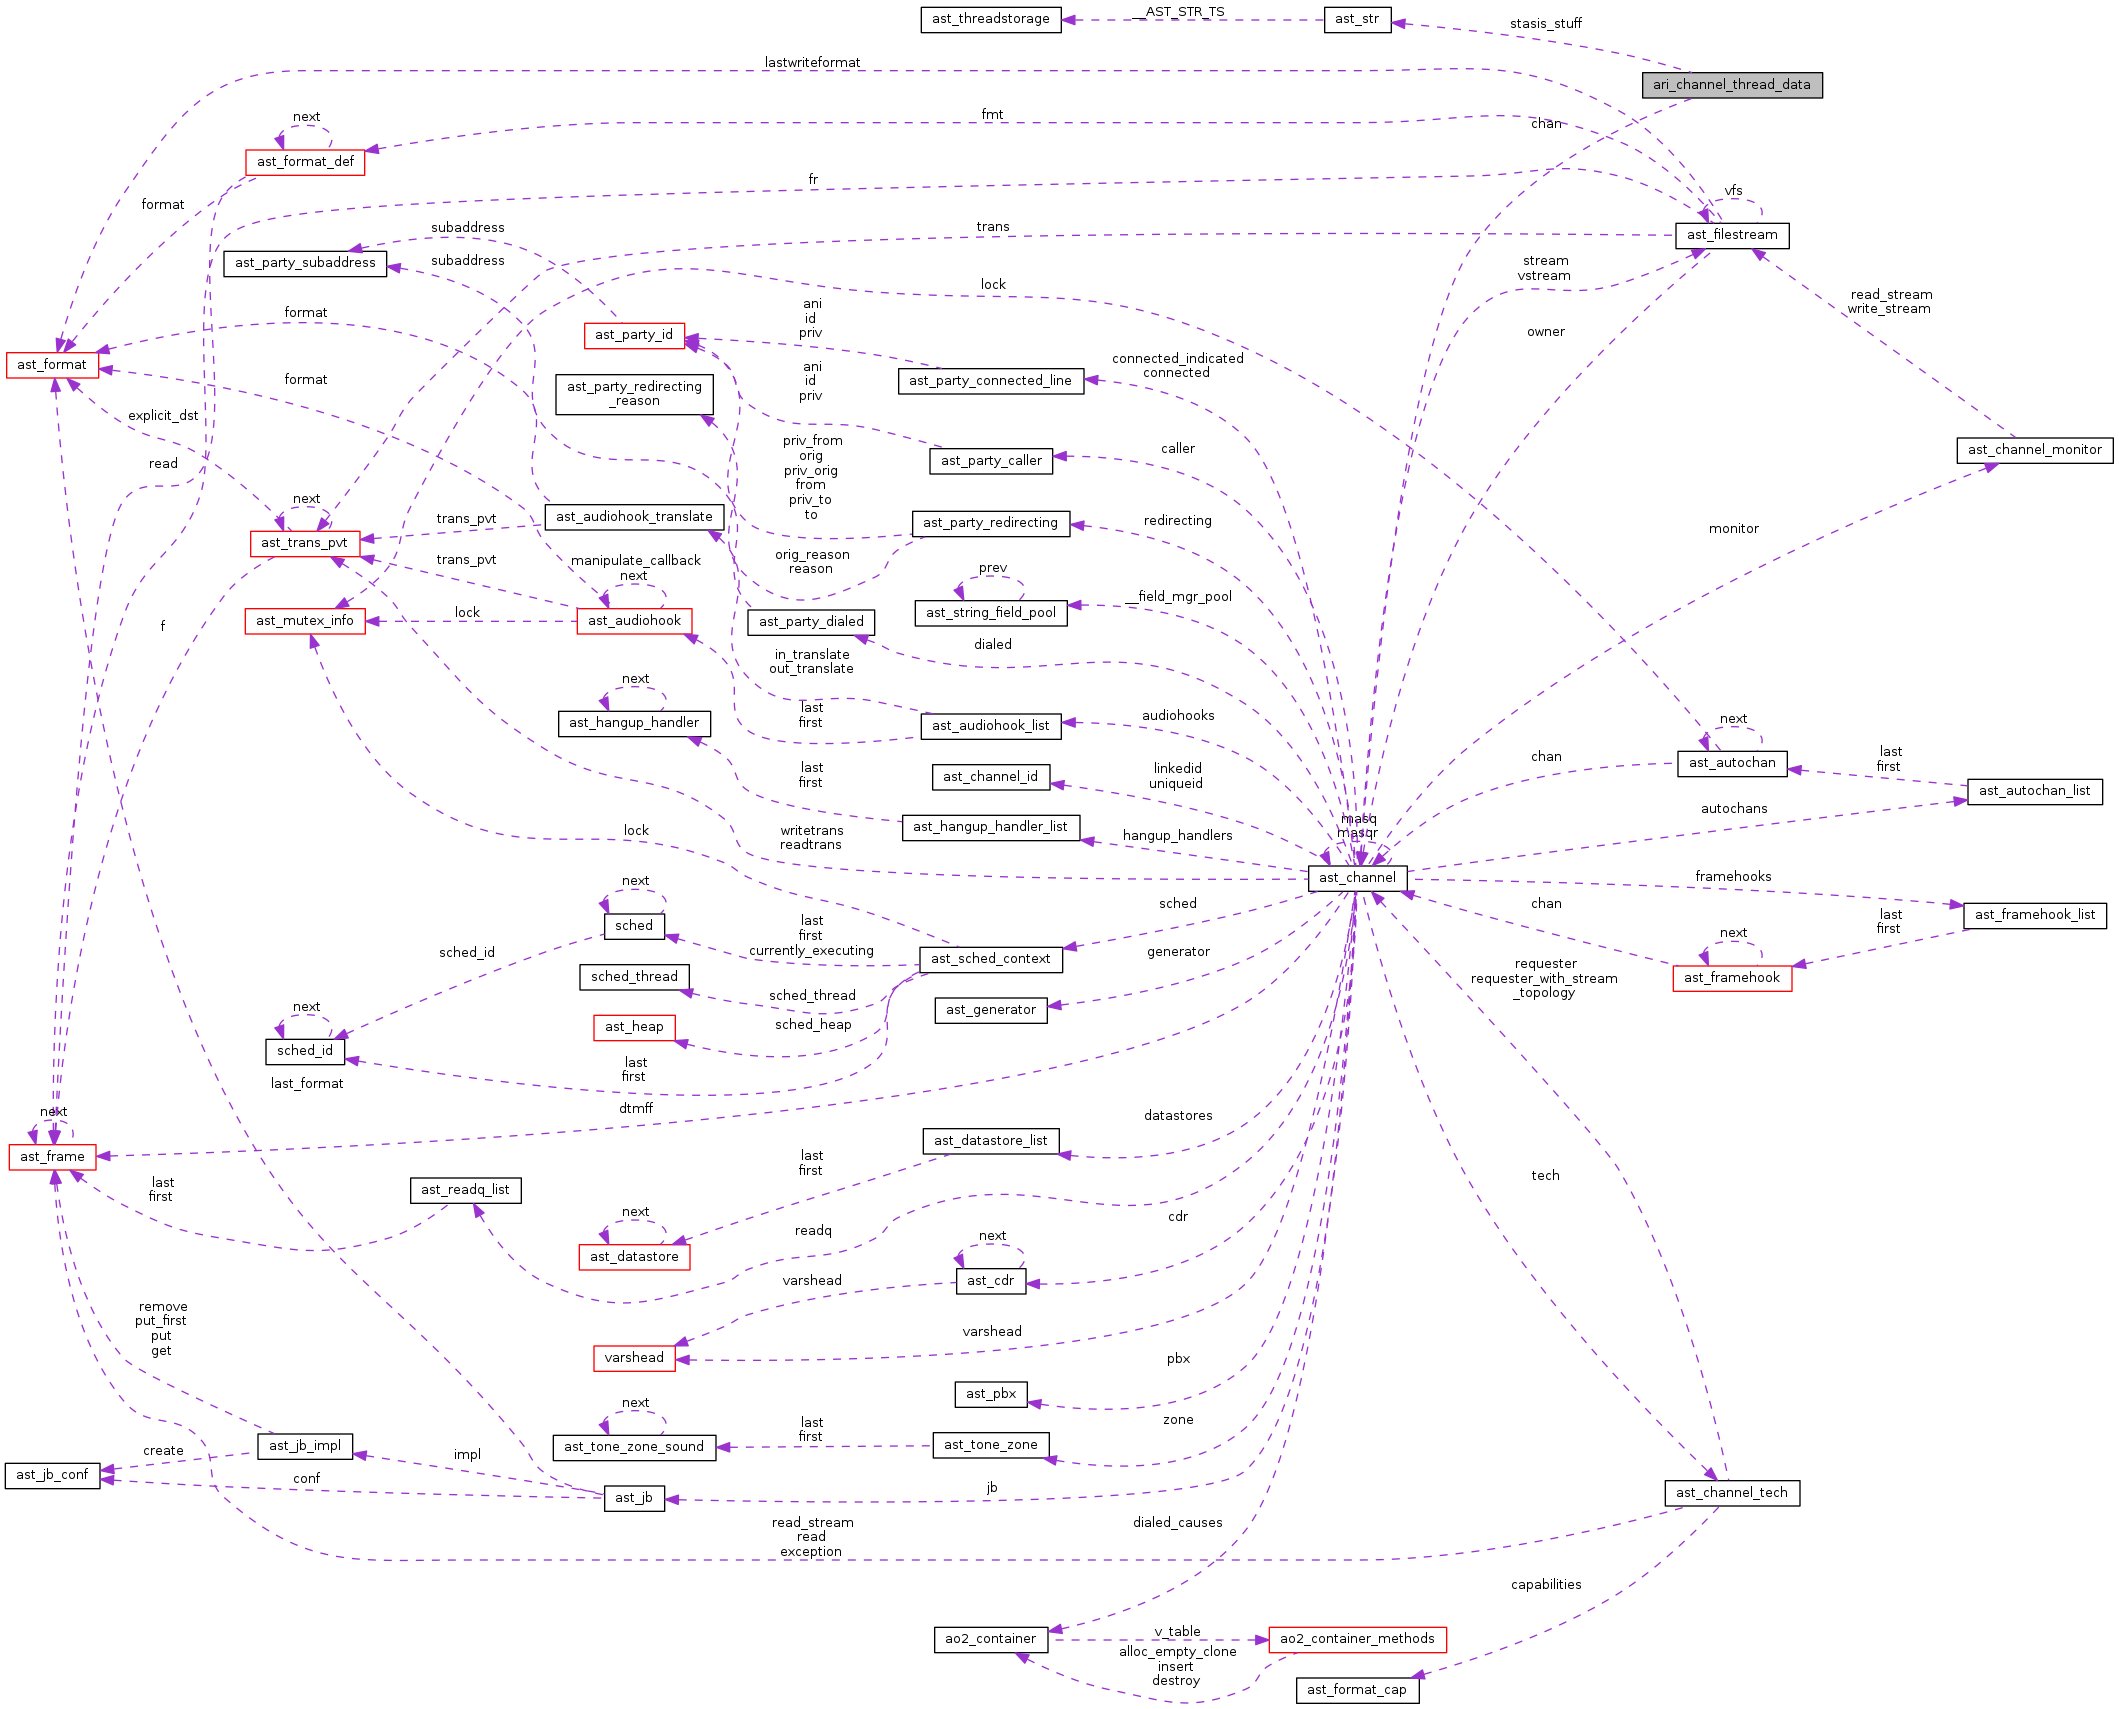 ast_threadstorage
__AST_STR_TS
ast_str
stasis_stuff
ari_channel_thread_data
lastwriteformat
next
fmt
chan
ast_format_def
fr
vfs
format
subaddress
trans
ast_filestream
ast_party_subaddress
subaddress
stream
vstream
lock
read_stream
write_stream
format
ani
id
priv
owner
ast_party_id
ast_format
connected_indicated
connected
ast_party_connected_line
format
ast_party_redirecting
_reason
ani
id
priv
explicit_dst
priv_from
orig
priv_orig
from
priv_to
to
caller
ast_party_caller
ast_channel_monitor
read
next
ast_audiohook_translate
trans_pvt
ast_party_redirecting
redirecting
monitor
ast_trans_pvt
trans_pvt
manipulate_callback
next
orig_reason
reason
prev
__field_mgr_pool
ast_string_field_pool
f
ast_mutex_info
lock
ast_audiohook
ast_party_dialed
dialed
in_translate
out_translate
next
ast_hangup_handler
last
first
ast_audiohook_list
audiohooks
next
ast_autochan
chan
last
first
last
first
ast_channel_id
linkedid
uniqueid
ast_autochan_list
autochans
lock
writetrans
readtrans
ast_hangup_handler_list
hangup_handlers
masq
masqr
ast_channel
framehooks
next
sched
last
first
currently_executing
sched
chan
last
first
ast_framehook_list
next
sched_id
ast_sched_context
generator
requester
requester_with_stream
_topology
ast_framehook
sched_thread
sched_thread
next
ast_heap
sched_heap
ast_generator
sched_id
last
first
last_format
dtmff
next
ast_frame
datastores
ast_datastore_list
last
first
last
first
ast_readq_list
tech
next
ast_datastore
readq
cdr
next
ast_cdr
varshead
remove
put_first
put
get
varshead
varshead
pbx
ast_pbx
next
ast_tone_zone_sound
last
first
ast_tone_zone
zone
ast_jb_impl
create
impl
ast_jb_conf
conf
ast_jb
jb
ast_channel_tech
read_stream
read
exception
dialed_causes
capabilities
ao2_container
v_table
ao2_container_methods
alloc_empty_clone
insert
destroy
ast_format_cap